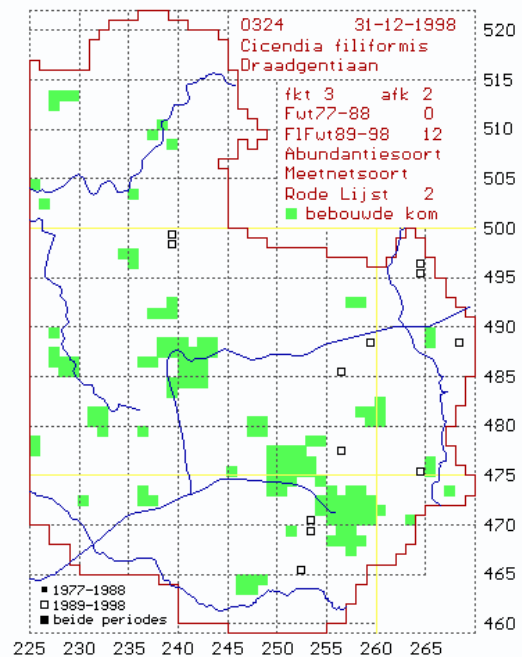 0324 31-12-1998
Cicendia filiformis
Draadgentiaan
fkt 3 afk 2
Fwt77-88 0
FlFwt89-98 12
Abundantiesoort
Meetnetsoort
Rode Lijst 2
bebouwde kom
520
515
510
505
500
495
490
485
480
475
470
465
460
1977-1988
1989-1998
beide periodes
225 230 235 240 245 250 255 260 265